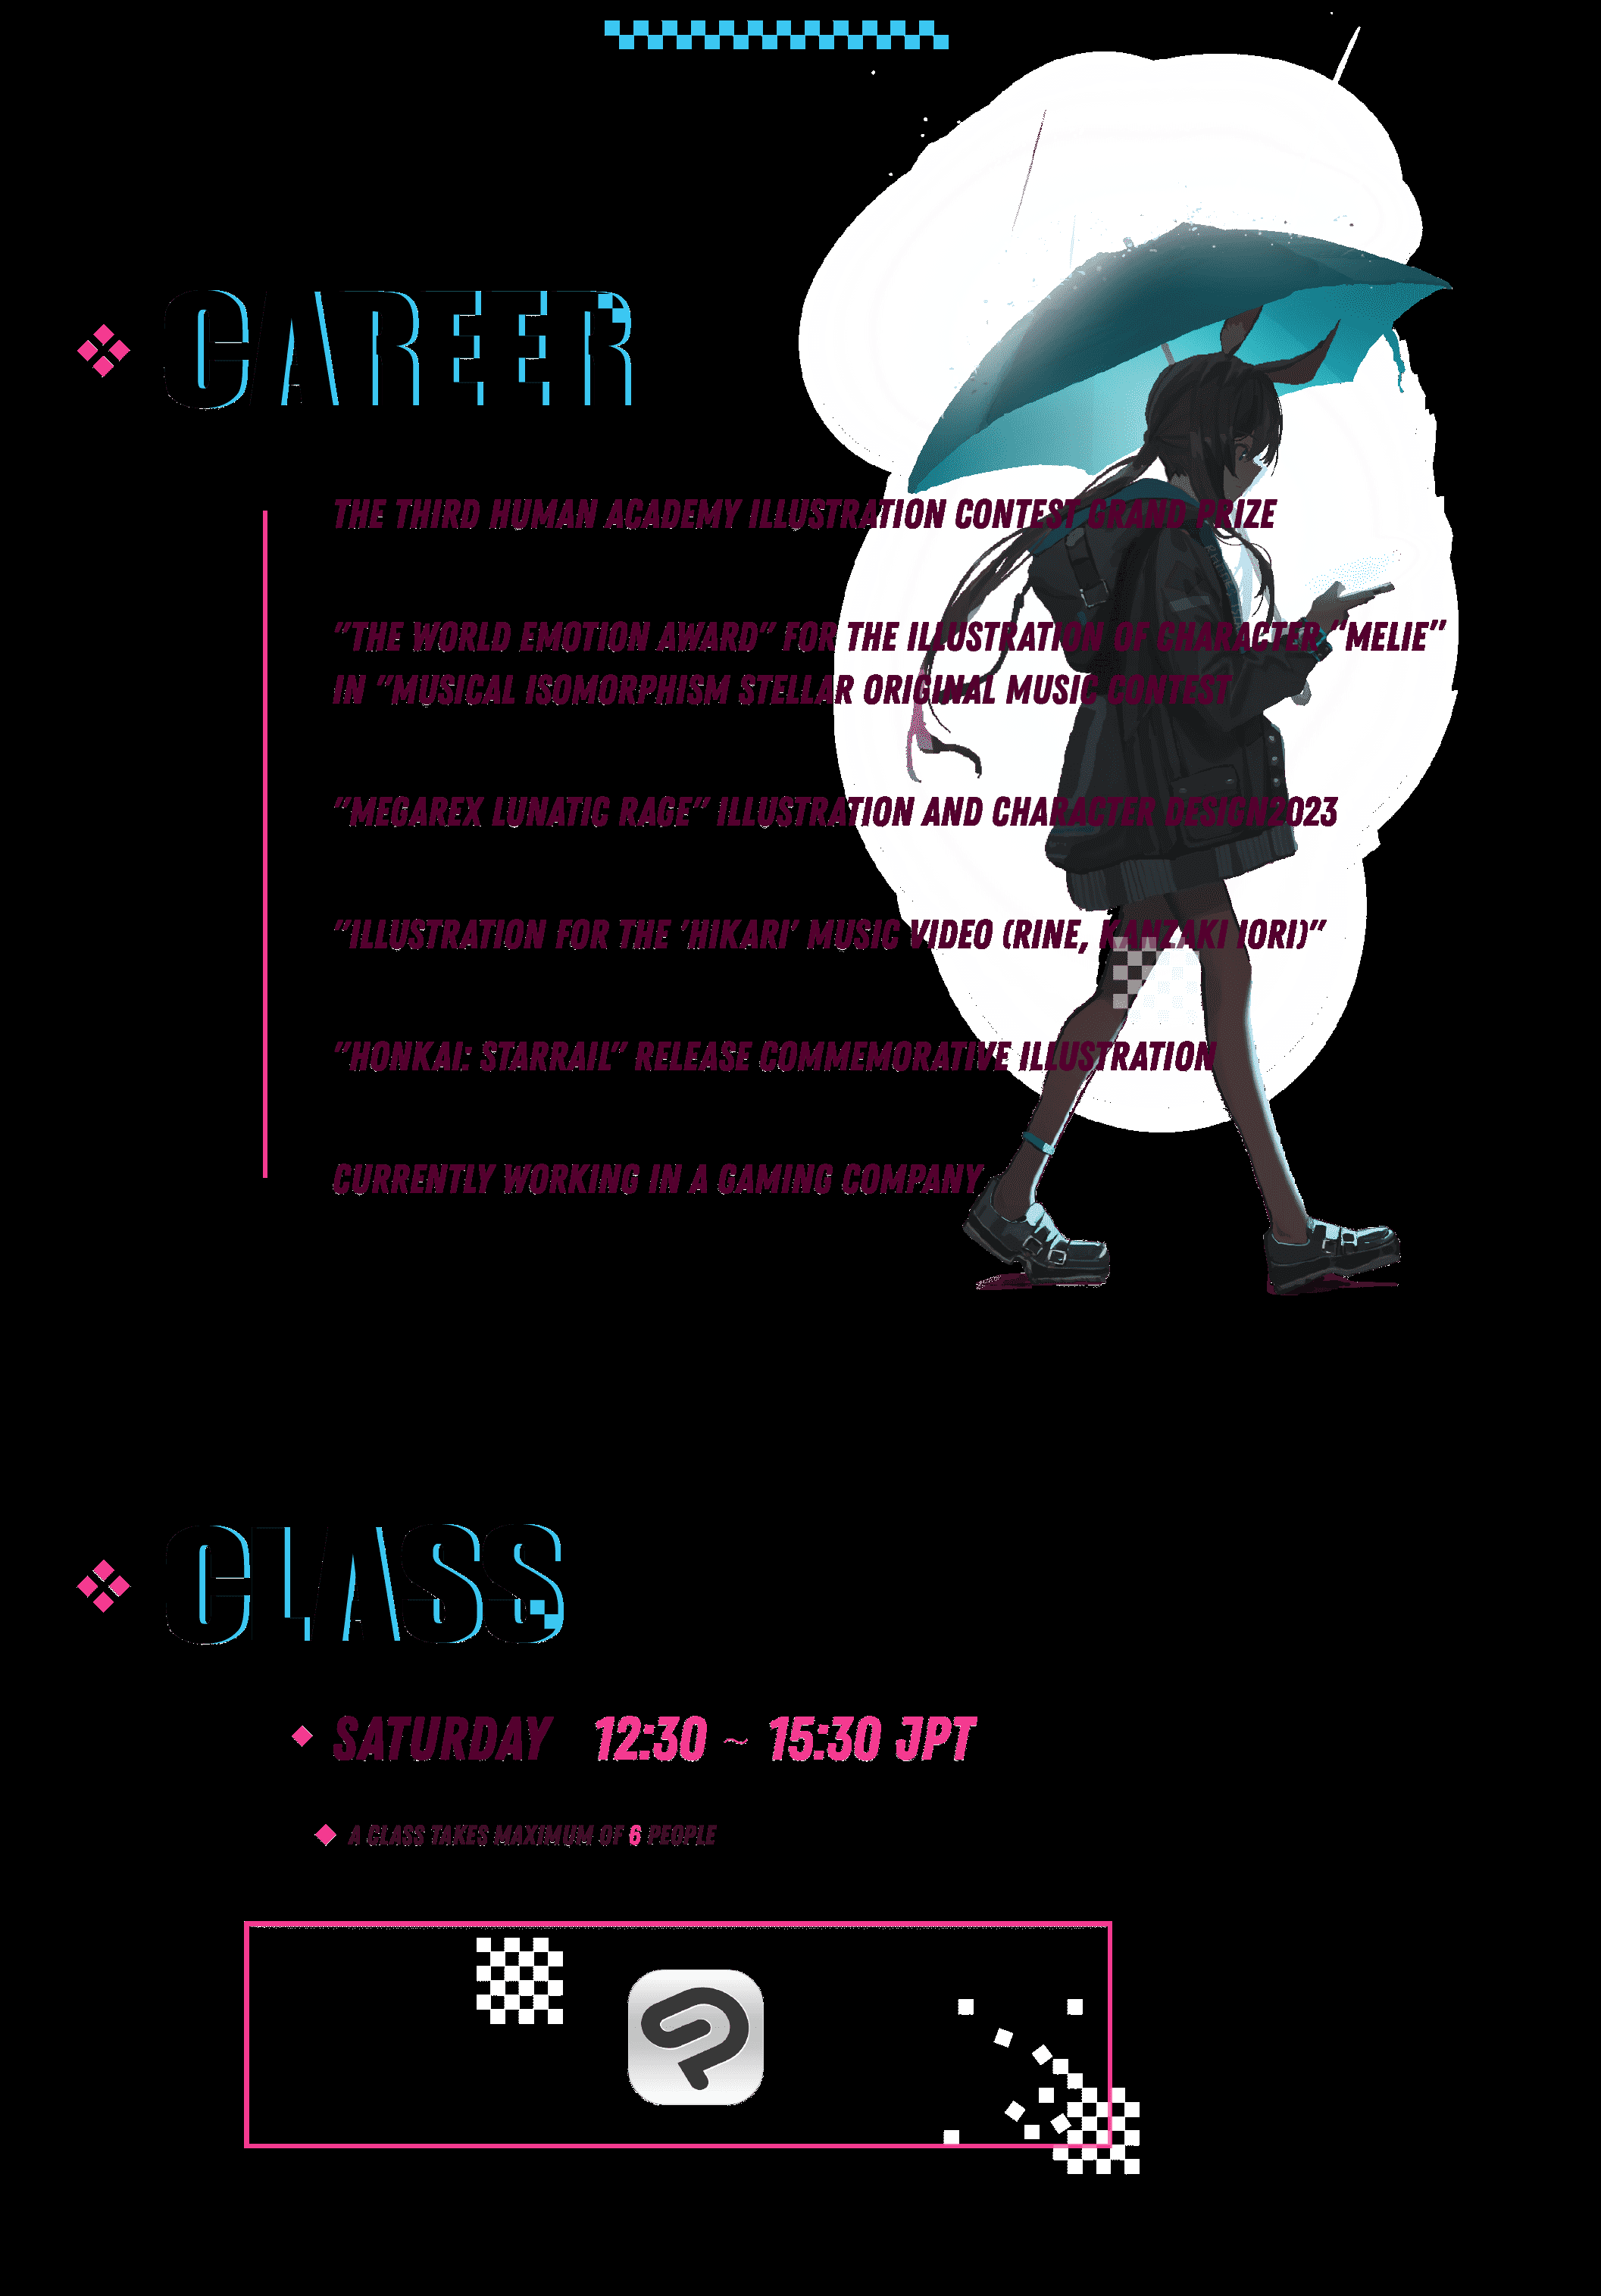 CAREER
THE THIRD HUMAN ACADEMY ILLUSTRATION CONTEST GRAND PRIZE
"THE WORLD EMOTION AWARD" FOR THE ILLUSTRATION OF CHARACTER "MELIE"
IN "MUSICAL ISOMORPHISM STELLAR ORIGINAL MUSIC CONTEST
"MEGAREX LUNATIC RAGE" ILLUSTRATION AND CHARACTER DESIGN2023
"ILLUSTRATION FOR THE 'HIKARI' MUSIC VIDEO (RINE, KANZAKI IORI)"
"HONKAI: STARRAIL" RELEASE COMMEMORATIVE ILLUSTRATION
CURRENTLY WORKING IN A GAMING COMPANY
CLASS
SATURDAY 12:30 ~ 15:30 JPT
A CLASS TAKES MAXIMUM OF 6 PEOPLE